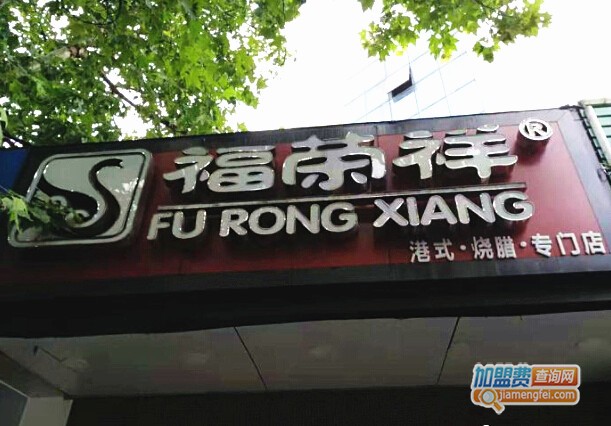 福荣祥®
FU RONG XIANG
港式·烧腊·专门店
加盟费查询网
jiamengfei.com